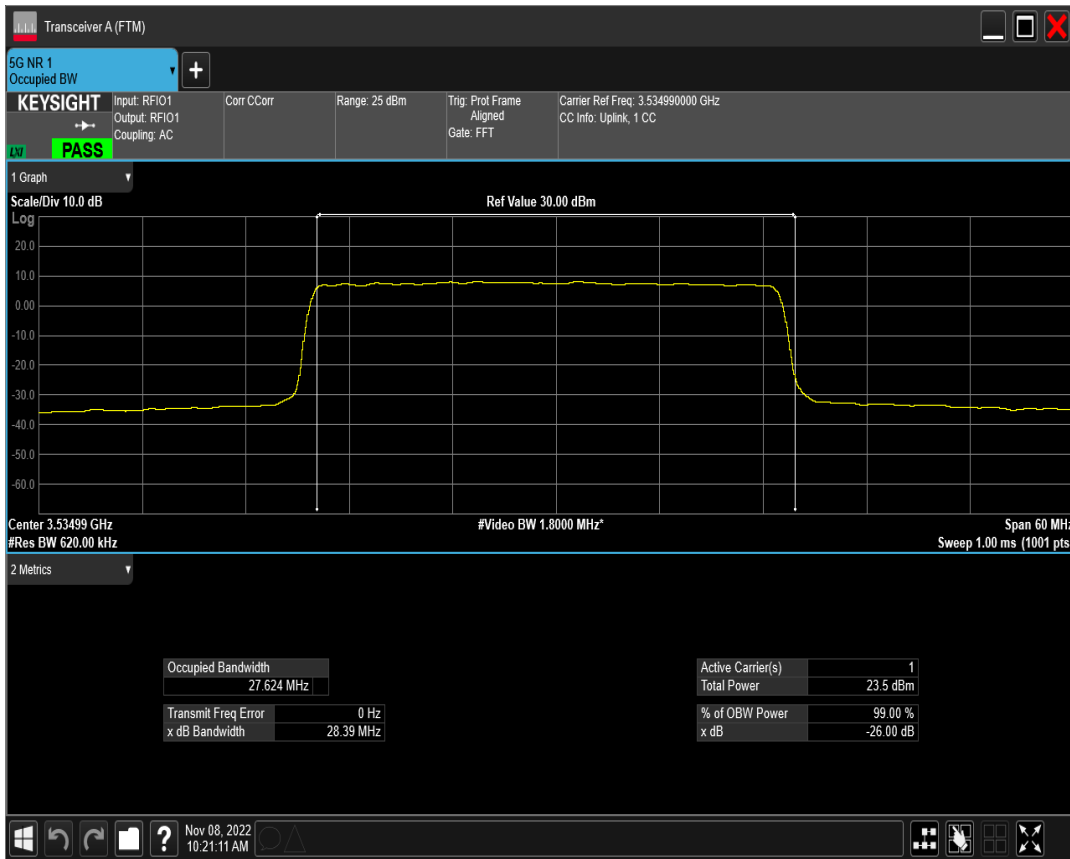 Transceiver A (FTM)
5G NR 1
Occupied BW
+
KEYSIGHT
LXI
PASS
Input: RFIO1
Output: RFIO1
Coupling: AC
Corr CCorr
Range: 25 dBm
Trig: Prot Frame
Aligned
Gate: FFT
Carrier Ref Freq: 3.534990000 GHz
CC Info: Uplink, 1 CC
1 Graph
Scale/Div 10.0 dB
Ref Value 30.00 dBm
Log
20.0
10.0
0.00
-10.0
-20.0
-30.0
-40.0
-50.0
-60.0
Center 3.53499 GHz
#Video BW 1.8000 MHz*
Span 60 MHz
#Res BW 620.00 kHz
Sweep 1.00 ms (1001 pts
2 Metrics
Occupied Bandwidth
27.624 MHz
Transmit Freq Error 0 Hz
x dB Bandwidth 28.39 MHz
Active Carrier(s) 1
Total Power 23.5 dBm
% of OBW Power 99.00 %
x dB -26.00 dB
?
Nov 08, 2022
10:21:11 AM